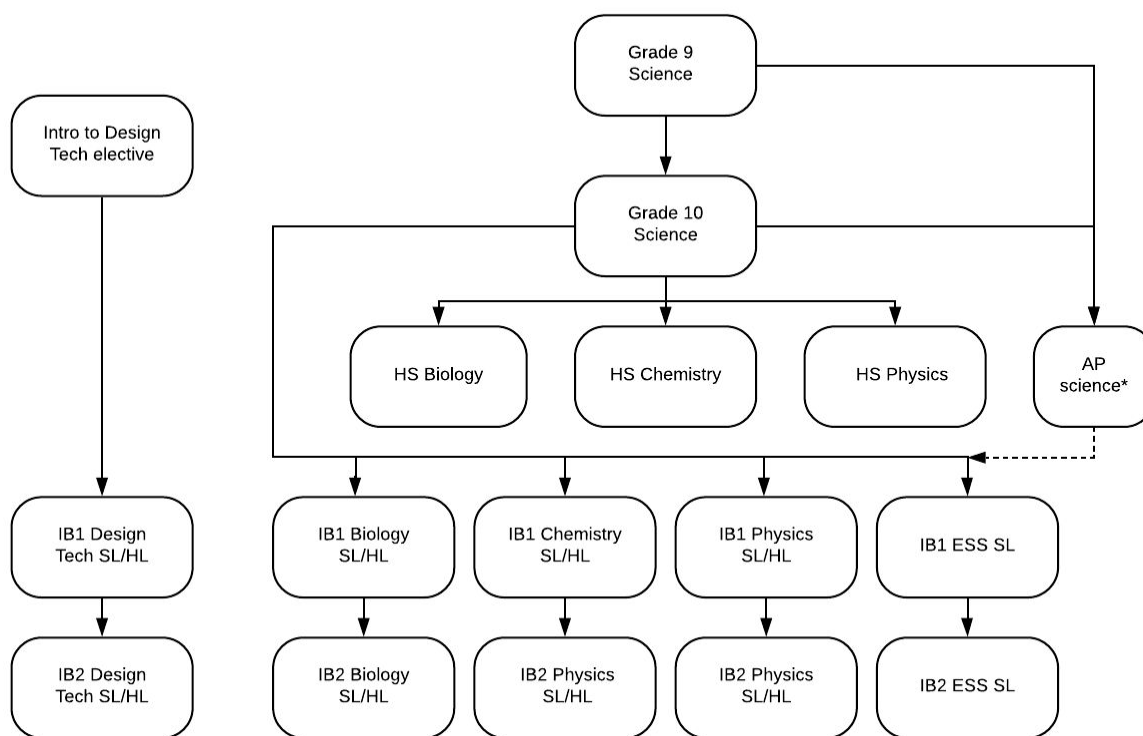 Grade 9
Science
Intro to Design
Tech elective
Grade 10
Science
HS Biology
HS Chemistry
HS Physics
AP
science*
IB1 Design
Tech SL/HL
IB1 Biology
SL/HL
IB1 Chemistry
SL/HL
IB1 Physics
SL/HL
IB1 ESS SL
IB2 Design
Tech SL/HL
IB2 Biology
SL/HL
IB2 Physics
SL/HL
IB2 Physics
SL/HL
IB2 ESS SL